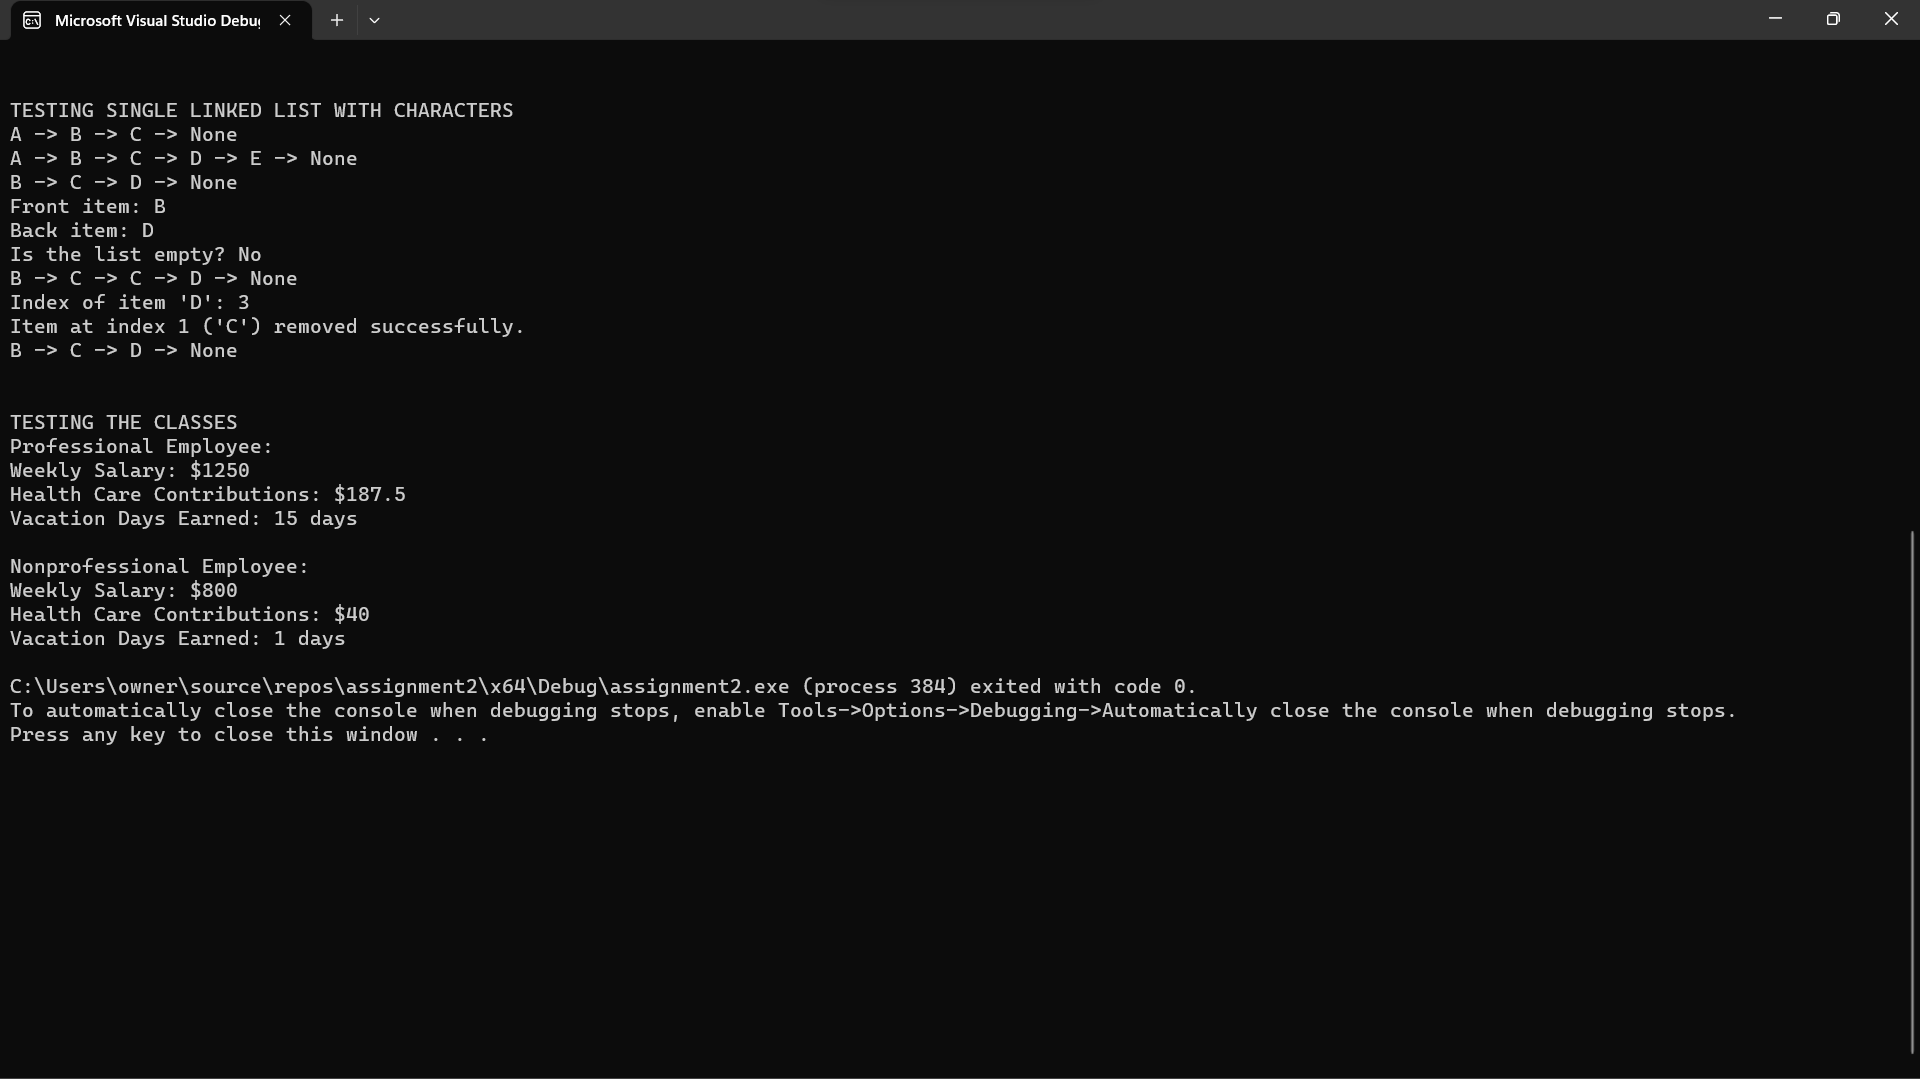 Microsoft Visual Studio Debug
TESTING SINGLE LINKED LIST WITH CHARACTERS
A -> B -> C -> None
A -> B -> C -> D -> E -> None
B -> C -> D -> None
Front item: B
Back item: D
Is the list empty? No
B -> C -> C -> D -> None
Index of item 'D': 3
Item at index 1 ('C') removed successfully.
B -> C -> D -> None
TESTING THE CLASSES
Professional Employee:
Weekly Salary: $1250
Health Care Contributions: $187.5
Vacation Days Earned: 15 days
Nonprofessional Employee:
Weekly Salary: $800
Health Care Contributions: $40
Vacation Days Earned: 1 days
C:\Users\owner\source\repos\assignment2\x64\Debug\assignment2.exe (process 384) exited with code 0.
To automatically close the console when debugging stops, enable Tools->Options->Debugging->Automatically close the console when debugging stops.
Press any key to close this window . . .